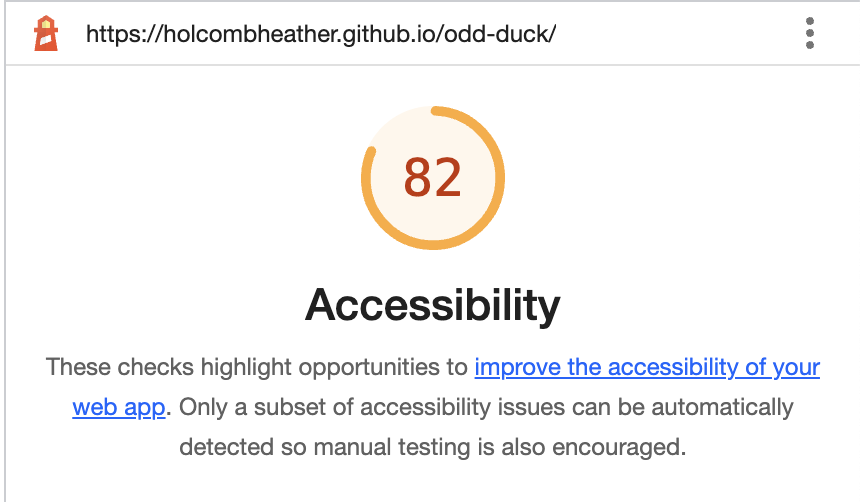 https://holcombheather.github.io/odd-duck/
82
Accessibility
These checks highlight opportunities to improve the accessibility of your
web app. Only a subset of accessibility issues can be automatically
detected so manual testing is also encouraged.